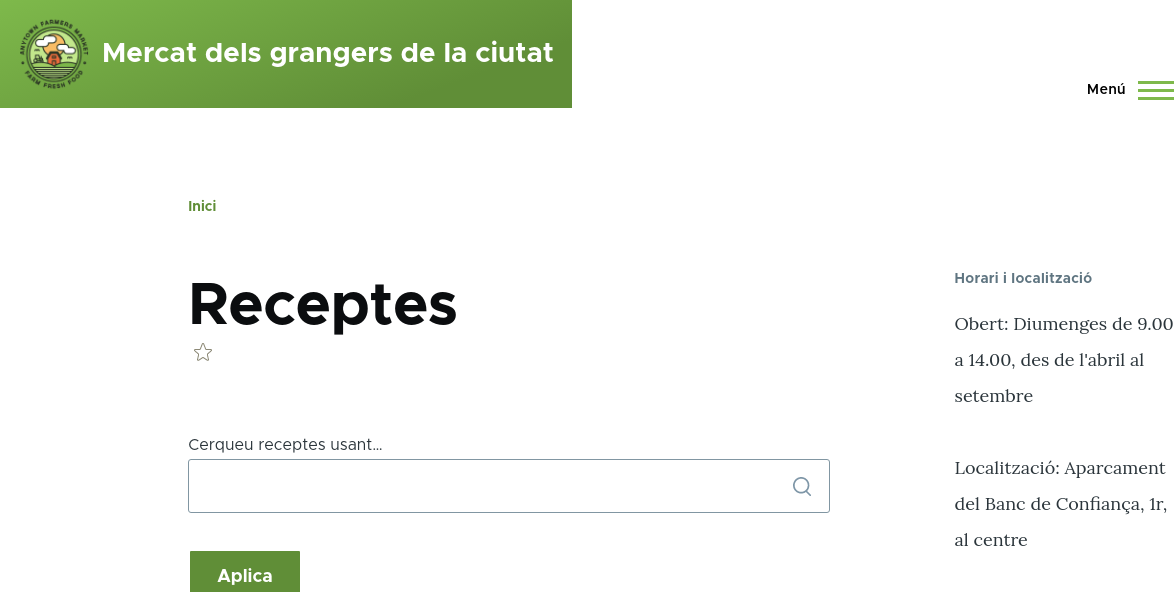 ANYTOWN FARMERS MARKET
FARM FRESH FOOD
Mercat dels grangers de la ciutat
Menú
Inici
Receptes
Cerqueu receptes usant...
Aplica
Horari i localització
Obert: Diumenges de 9.00
a 14.00, des de l'abril al
setembre
Localització: Aparcament
del Banc de Confiança, 1r,
al centre